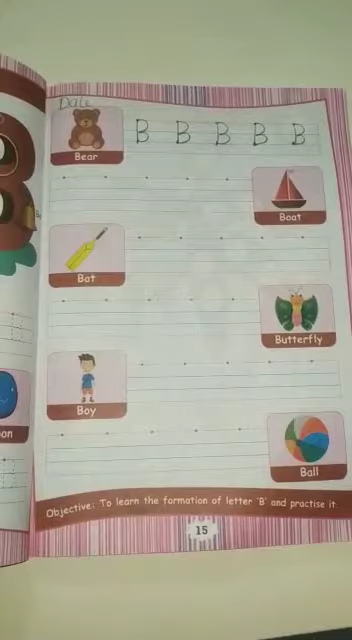 Date
B B B B B
Bear
Boat
Bat
Butterfly
Boy
Ball
Objective: To learn the formation of letter 'B' and practise it
15